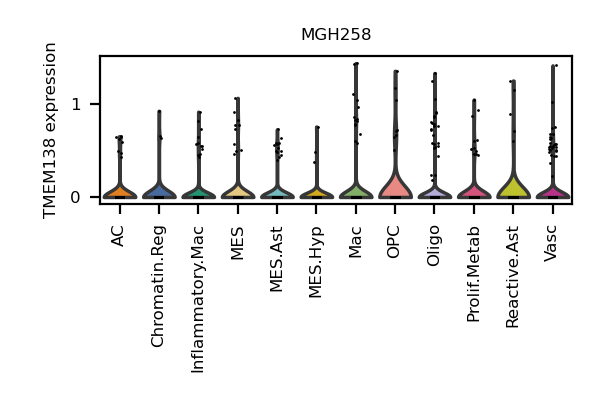 MGH258
TMEM138 expression
1
0
AC
Chromatin.Reg
Inflammatory.Mac
MES
MES.Ast
MES.Hyp
Mac
OPC
Oligo
Prolif.Metab
Reactive.Ast
Vasc